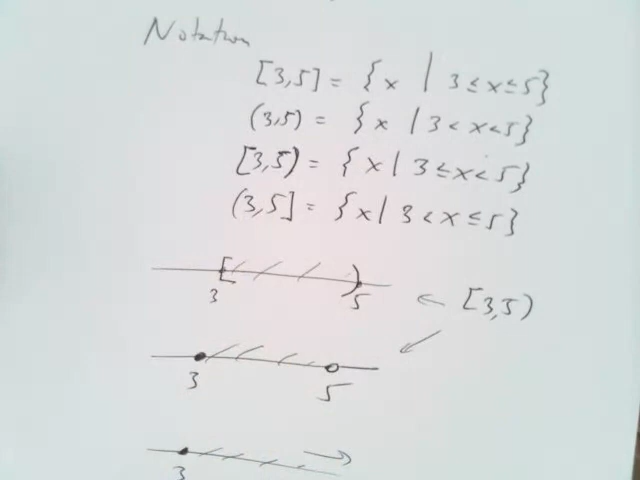 Notation
[3,5] = {x | 3 ≤ x ≤ 5}
(3,5) = {x | 3 < x < 5}
[3,5) = {x | 3 ≤ x < 5}
(3,5] = {x | 3 < x ≤ 5}
[ )
3 5 ← [3,5)
3 5
3